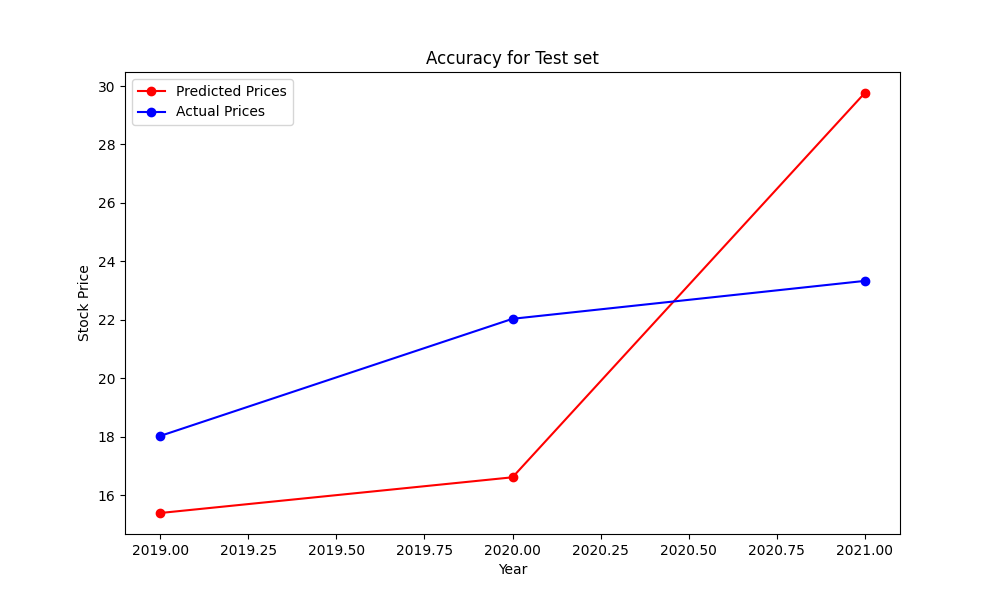 Accuracy for Test set
Predicted Prices
Actual Prices
30
28
26
24
22
20
18
16
Stock Price
2019.00 2019.25 2019.50 2019.75 2020.00 2020.25 2020.50 2020.75 2021.00
Year